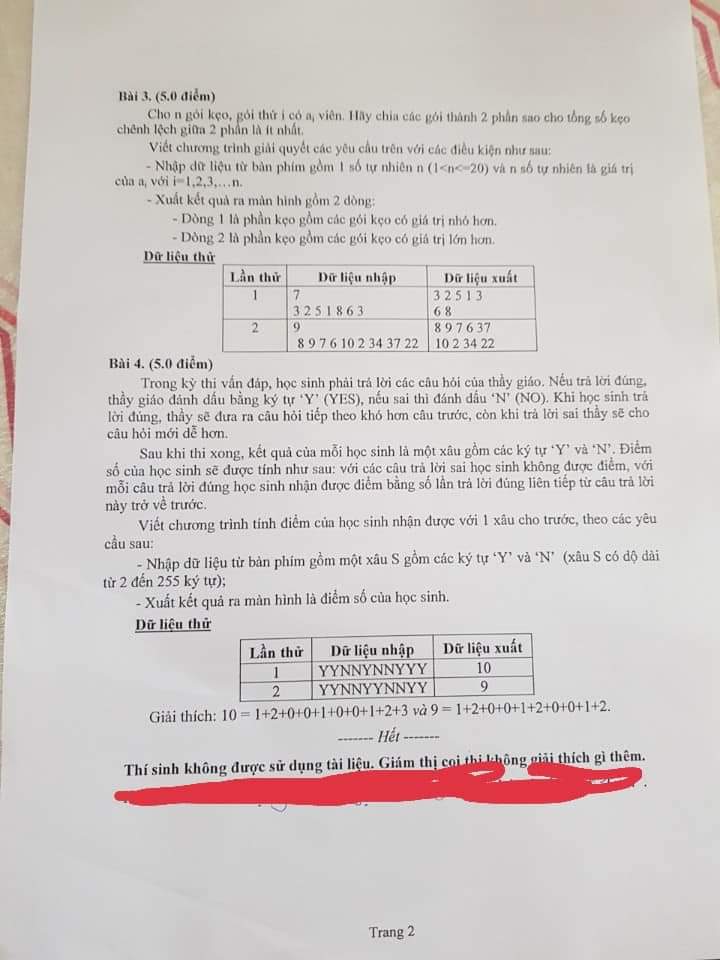 Bài 3. (5.0 điểm)
Cho n gói kẹo, gói thứ i có aᵢ viên. Hãy chia các gói thành 2 phần sao cho tổng số kẹo
chênh lệch giữa 2 phần là ít nhất.
Viết chương trình giải quyết các yêu cầu trên với các điều kiện như sau:
- Nhập dữ liệu từ bàn phím gồm 1 số tự nhiên n (1<n<=20) và n số tự nhiên là giá trị
của aᵢ với i=1,2,3,…n.
- Xuất kết quả ra màn hình gồm 2 dòng:
- Dòng 1 là phần kẹo gồm các gói kẹo có giá trị nhỏ hơn.
- Dòng 2 là phần kẹo gồm các gói kẹo có giá trị lớn hơn.
Dữ liệu thử
Lần thử Dữ liệu nhập Dữ liệu xuất
1 7 3 2 5 1 3
3 2 5 1 8 6 3 6 8
2 9 8 9 7 6 37
8 9 7 6 10 2 34 37 22 10 2 34 22
Bài 4. (5.0 điểm)
Trong kỳ thi vấn đáp, học sinh phải trả lời các câu hỏi của thầy giáo. Nếu trả lời đúng,
thầy giáo đánh dấu bằng ký tự ‘Y’ (YES), nếu sai thì đánh dấu ‘N’ (NO). Khi học sinh trả
lời đúng, thầy sẽ đưa ra câu hỏi tiếp theo khó hơn câu trước, còn khi trả lời sai thầy sẽ cho
câu hỏi mới dễ hơn.
Sau khi thi xong, kết quả của mỗi học sinh là một xâu gồm các ký tự ‘Y’ và ‘N’. Điểm
số của học sinh sẽ được tính như sau: với các câu trả lời sai học sinh không được điểm, với
mỗi câu trả lời đúng học sinh nhận được điểm bằng số lần trả lời đúng liên tiếp từ câu trả lời
này trở về trước.
Viết chương trình tính điểm của học sinh nhận được với 1 xâu cho trước, theo các yêu
cầu sau:
- Nhập dữ liệu từ bàn phím gồm một xâu S gồm các ký tự ‘Y’ và ‘N’ (xâu S có dộ dài
từ 2 đến 255 ký tự);
- Xuất kết quả ra màn hình là điểm số của học sinh.
Dữ liệu thử
Lần thử Dữ liệu nhập Dữ liệu xuất
1 YYNNYNNYYY 10
2 YYNNYYNNYY 9
Giải thích: 10 = 1+2+0+0+1+0+0+1+2+3 và 9 = 1+2+0+0+1+2+0+0+1+2.
------- Hết -------
Thí sinh không được sử dụng tài liệu. Giám thị coi thi không giải thích gì thêm.
Trang 2